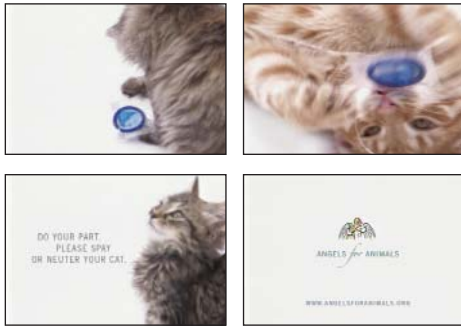 DO YOUR PART.
PLEASE SPAY
OR NEUTER YOUR CAT.
ANGELS for ANIMALS
WWW.ANGELSFORANIMALS.ORG